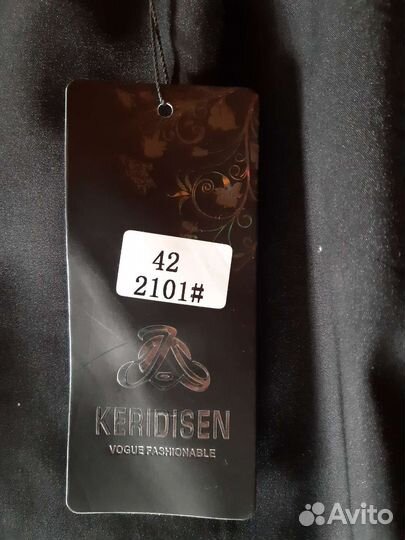 42
2101#
KERIDiSEN
VOGUE FASHIONABLE
Avito